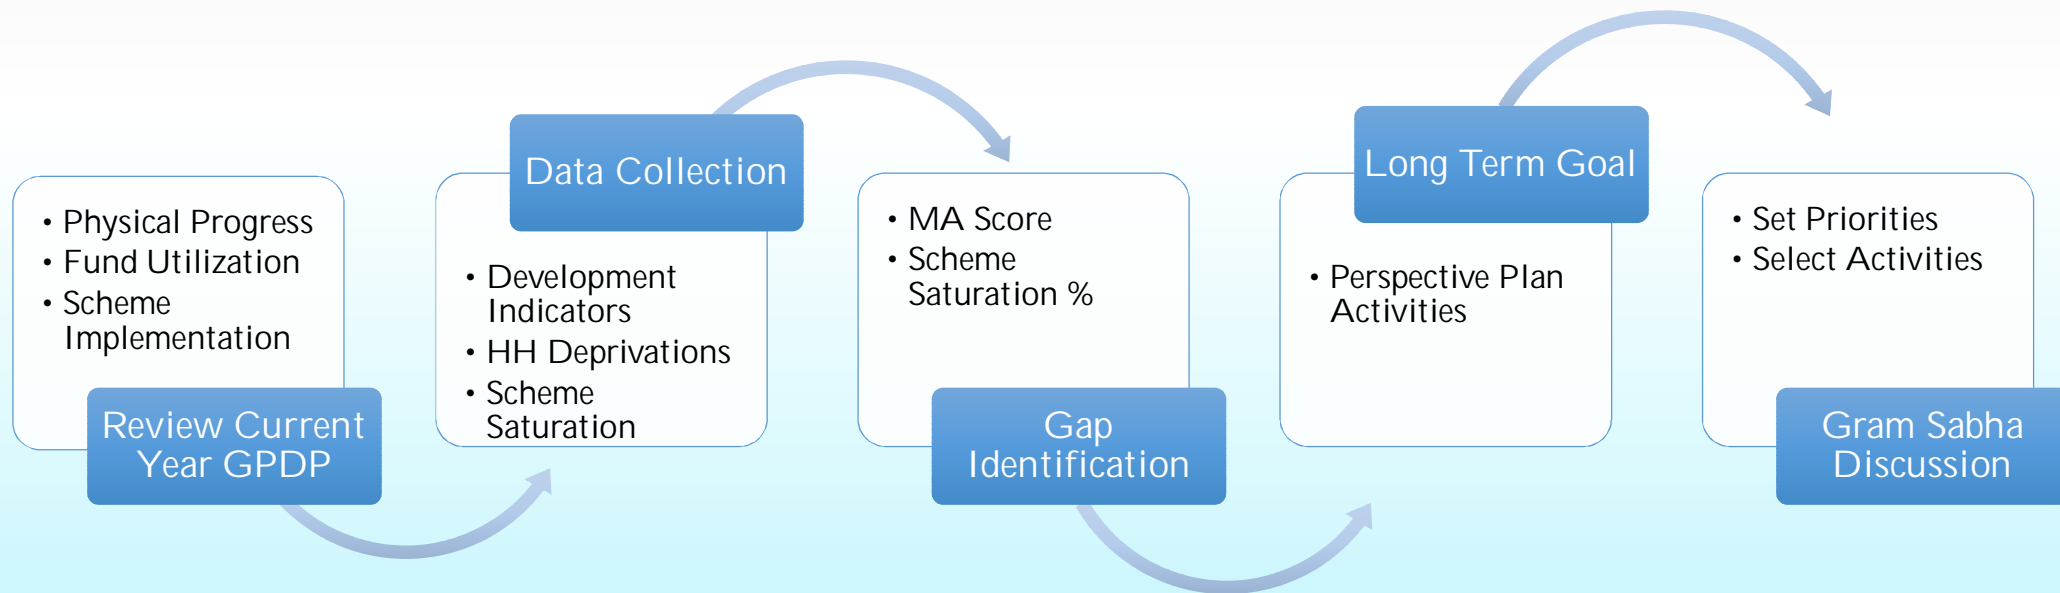 • Physical Progress
• Fund Utilization
• Scheme
Implementation
Review Current
Year GPDP
Data Collection
• Development
Indicators
• HH Deprivations
• Scheme
Saturation
• MA Score
• Scheme
Saturation %
Gap
Identification
Long Term Goal
• Perspective Plan
Activities
• Set Priorities
• Select Activities
Gram Sabha
Discussion